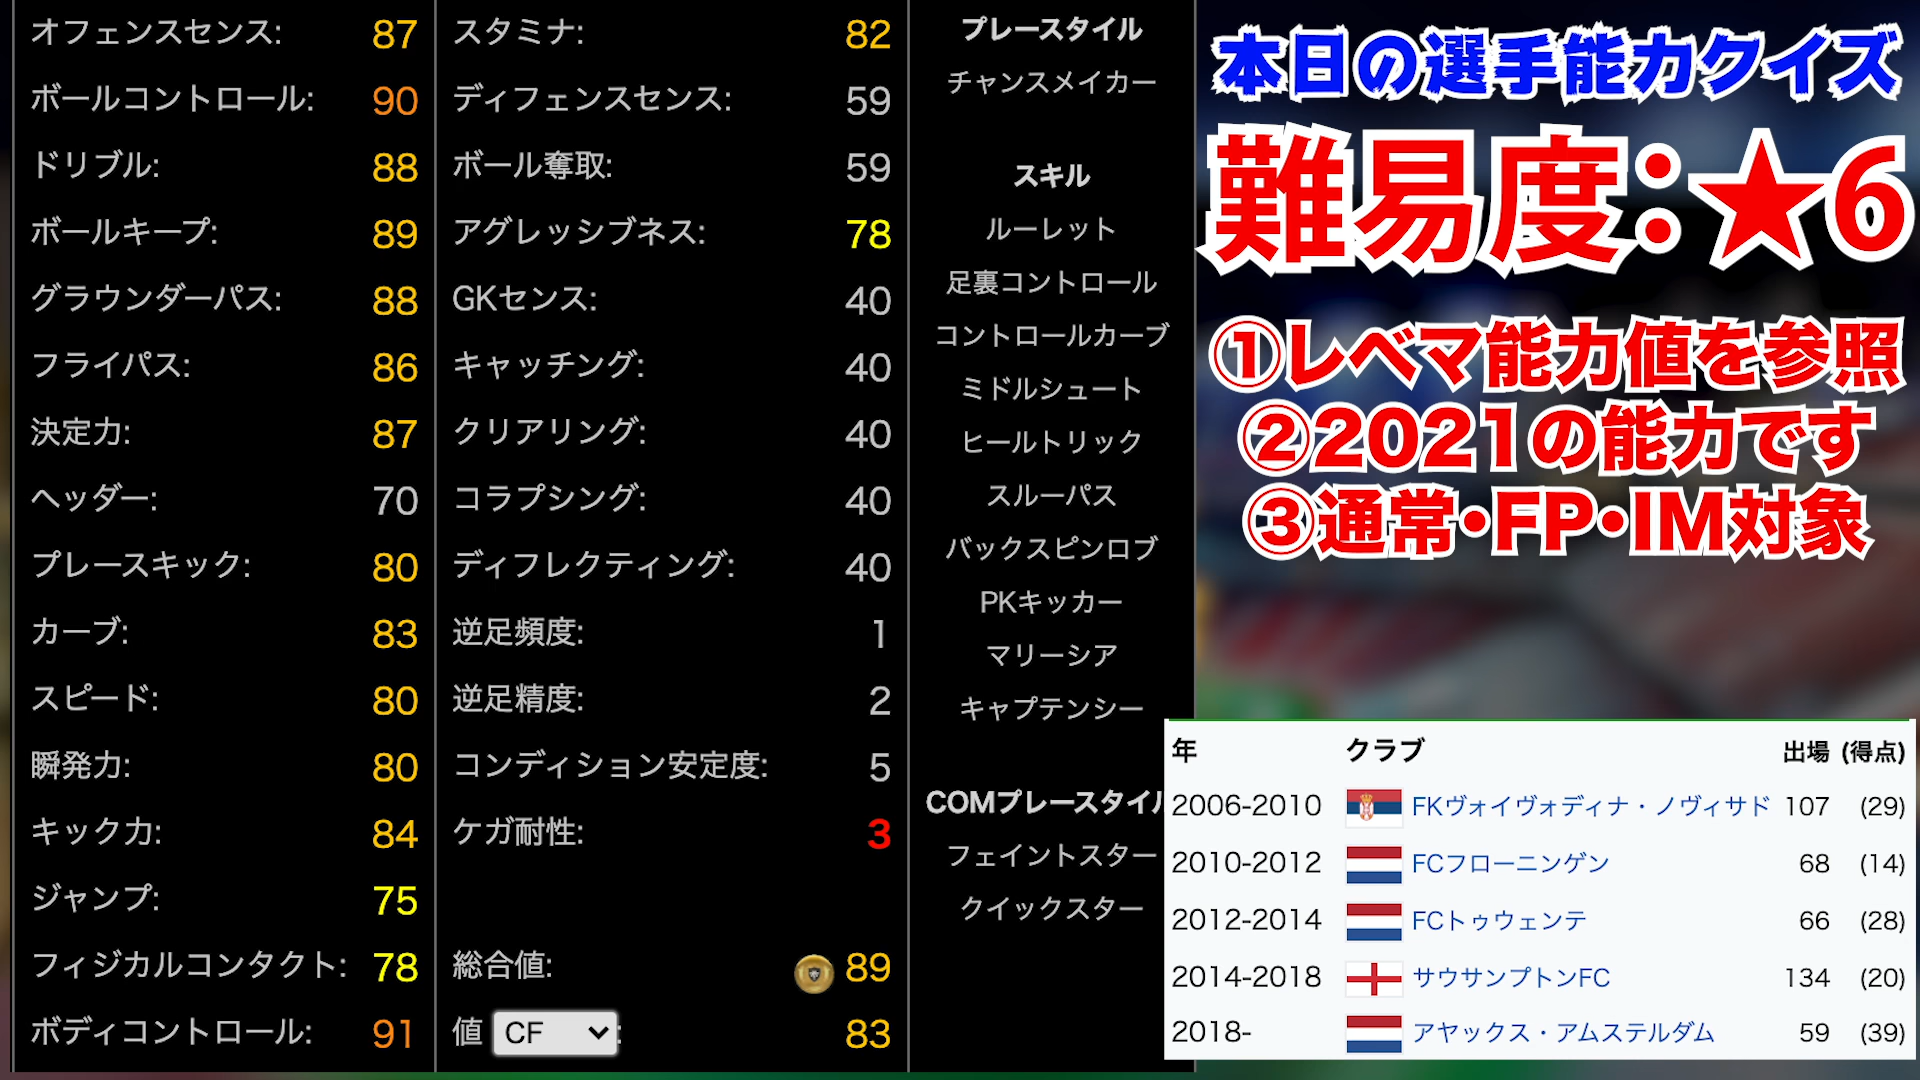 オフェンスセンス: 87
ボールコントロール: 90
ドリブル: 88
ボールキープ: 89
グラウンダーパス: 88
フライパス: 86
決定力: 87
ヘッダー: 70
プレースキック: 80
カーブ: 83
スピード: 80
瞬発力: 80
キック力: 84
ジャンプ: 75
フィジカルコンタクト: 78
ボディコントロール: 91
スタミナ: 82
ディフェンスセンス: 59
ボール奪取: 59
アグレッシブネス: 78
GKセンス: 40
キャッチング: 40
クリアリング: 40
コラプシング: 40
ディフレクティング: 40
逆足頻度: 1
逆足精度: 2
コンディション安定度: 5
ケガ耐性: 3
総合値: 89
値 CF : 83
プレースタイル
チャンスメイカー
スキル
ルーレット
足裏コントロール
コントロールカーブ
ミドルシュート
ヒールトリック
スルーパス
バックスピンロブ
PKキッカー
マリーシア
キャプテンシー
COMプレースタイル
フェイントスター
クイックスター
本日の選手能力クイズ
難易度:★6
①レベマ能力値を参照
②2021の能力です
③通常・FP・IM対象
年 クラブ 出場 (得点)
2006-2010 FKヴォイヴォディナ・ノヴィサド 107 (29)
2010-2012 FCフローニンゲン 68 (14)
2012-2014 FCトゥウェンテ 66 (28)
2014-2018 サウサンプトンFC 134 (20)
2018- アヤックス・アムステルダム 59 (39)